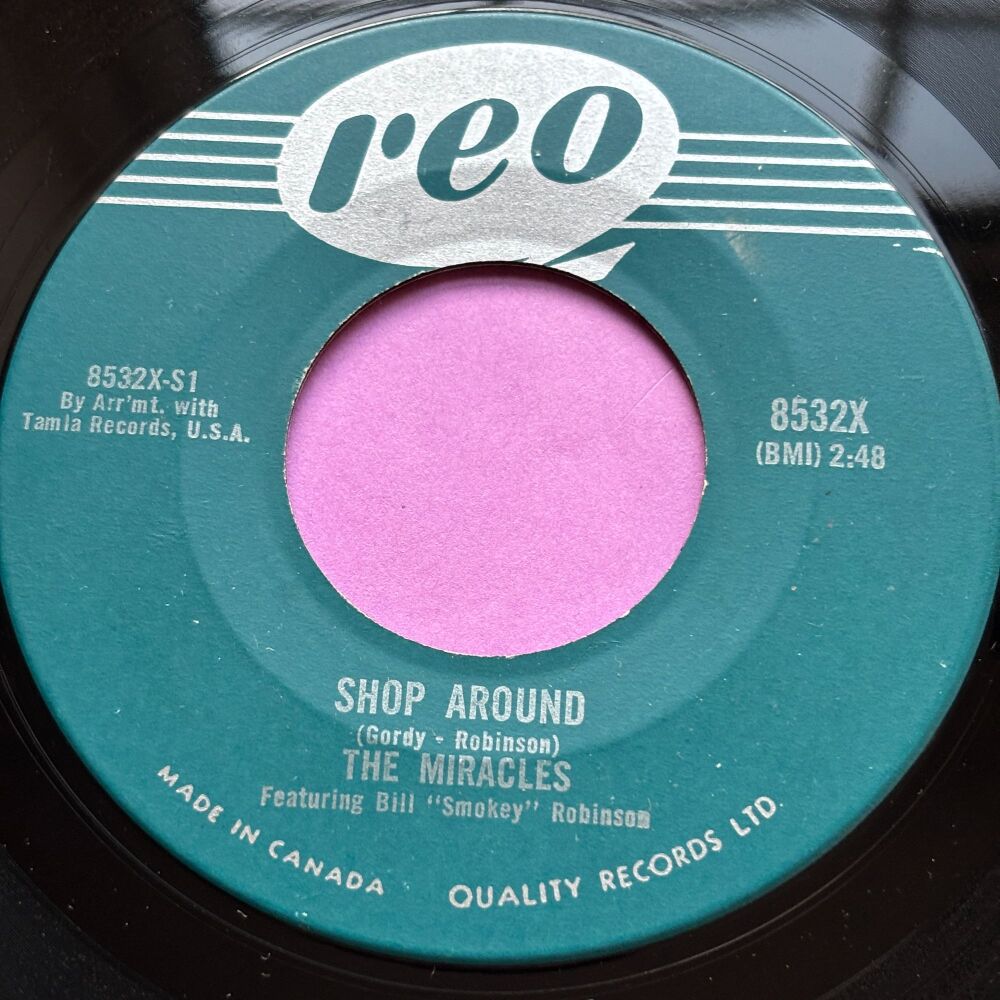 reo
8532X-S1
By Arr'mt. with
Tamla Records, U.S.A.
8532X
(BMI) 2:48
SHOP AROUND
(Gordy - Robinson)
THE MIRACLES
Featuring Bill "Smokey" Robinson
MADE IN CANADA
QUALITY RECORDS LTD.